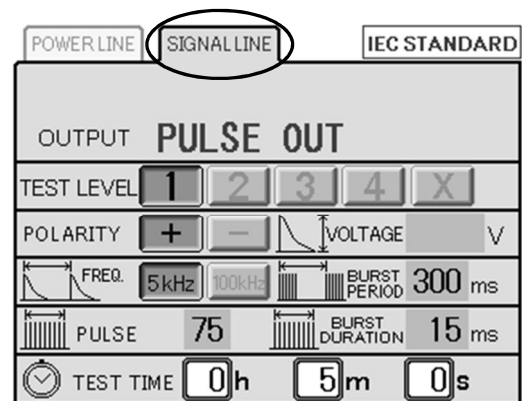 POWER LINE SIGNAL LINE IEC STANDARD
OUTPUT PULSE OUT
TEST LEVEL 1 2 3 4 X
POLARITY + - VOLTAGE V
FREQ. 5kHz 100kHz BURST PERIOD 300 ms
PULSE 75 BURST DURATION 15 ms
TEST TIME 0h 5m 0s